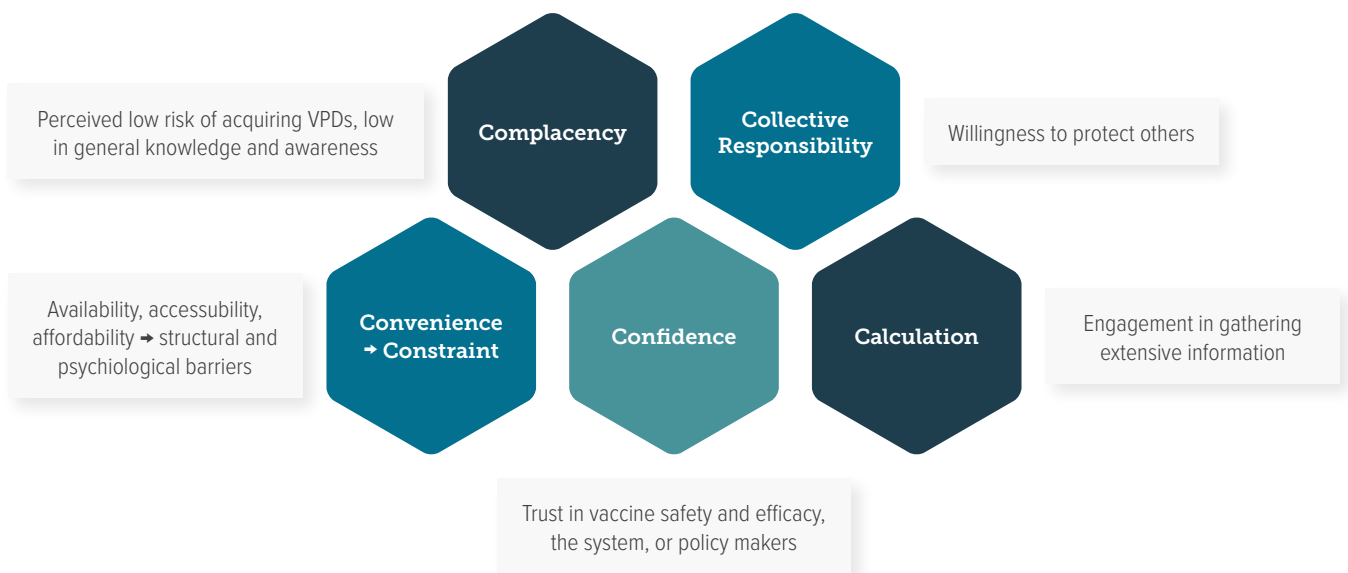 Perceived low risk of acquiring VPDs, low
in general knowledge and awareness
Complacency
Collective
Responsibility
Willingness to protect others
Availability, accessubility,
affordability → structural and
psychiological barriers
Convenience
→ Constraint
Confidence
Calculation
Engagement in gathering
extensive information
Trust in vaccine safety and efficacy,
the system, or policy makers